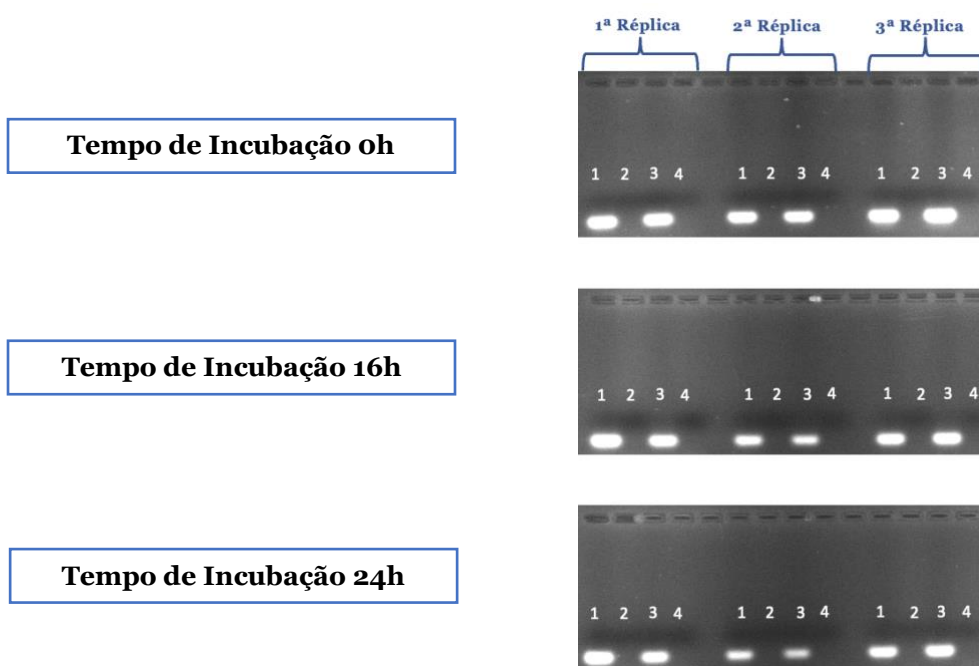 1ª Réplica 2ª Réplica 3ª Réplica
1 2 3 4 1 2 3 4 1 2 3 4
Tempo de Incubação 0h
1 2 3 4 1 2 3 4 1 2 3 4
Tempo de Incubação 16h
1 2 3 4 1 2 3 4 1 2 3 4
Tempo de Incubação 24h